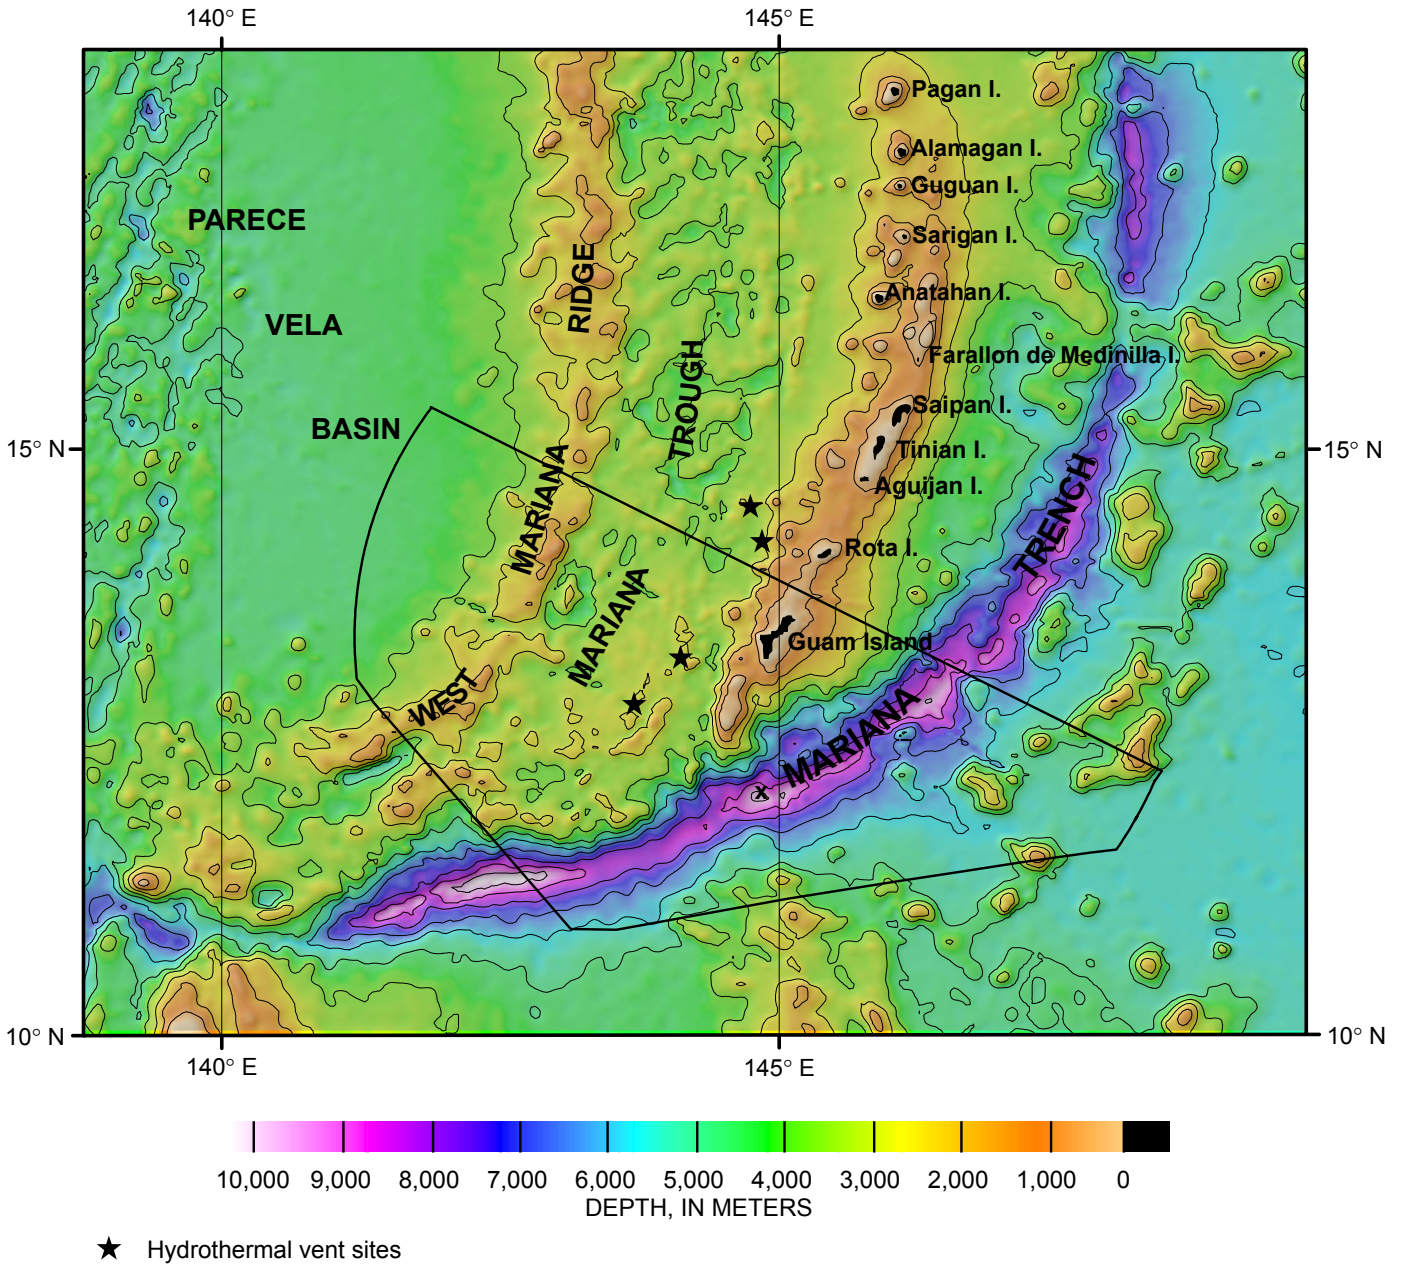 140° E 145° E
Pagan I.
Alamagan I.
Guguan I.
PARECE
Sarigan I.
RIDGE
Anatahan I.
VELA
Farallon de Medinilla I.
TROUGH
Saipan I.
BASIN
15° N 15° N
Tinian I.
MARIANA
Aguijan I.
TRENCH
Rota I.
MARIANA
Guam Island
WEST
MARIANA
x
10° N 10° N
140° E 145° E
10,000 9,000 8,000 7,000 6,000 5,000 4,000 3,000 2,000 1,000 0
DEPTH, IN METERS
Hydrothermal vent sites